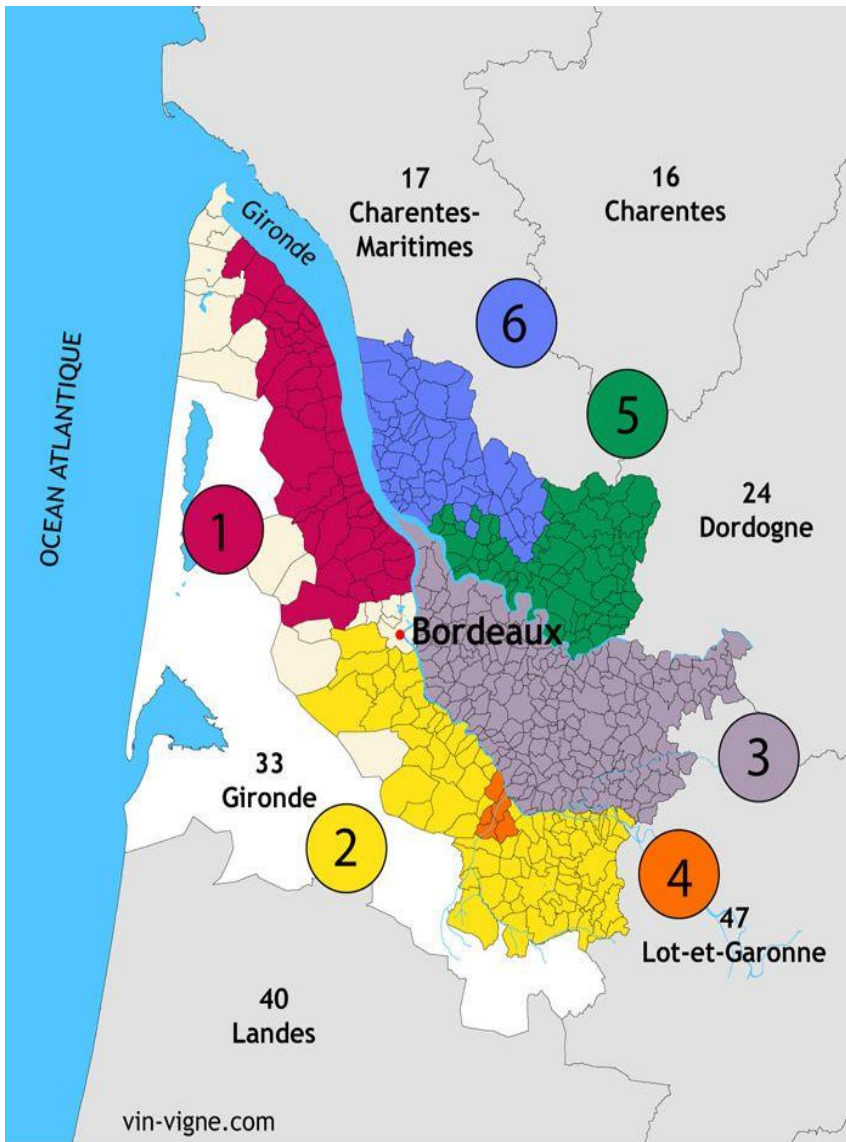 Gironde
17
Charentes-
Maritimes
16
Charentes
6
5
OCEAN ATLANTIQUE
24
Dordogne
1
Bordeaux
3
33
Gironde
2
4
47
Lot-et-Garonne
40
Landes
vin-vigne.com